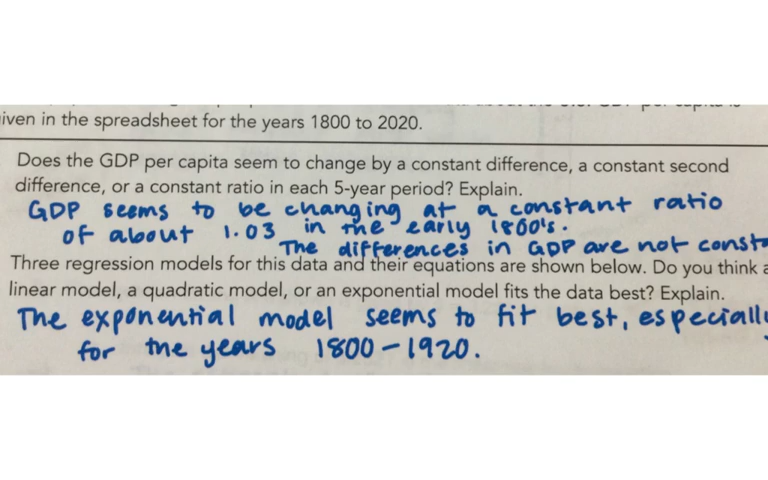 iven in the spreadsheet for the years 1800 to 2020.
Does the GDP per capita seem to change by a constant difference, a constant second
difference, or a constant ratio in each 5-year period? Explain.
GDP seems to be changing at a constant ratio
of about 1.03 in the early 1800's.
The differences in GDP are not consta
Three regression models for this data and their equations are shown below. Do you think a
linear model, a quadratic model, or an exponential model fits the data best? Explain.
The exponential model seems to fit best, especially
for the years 1800-1920.